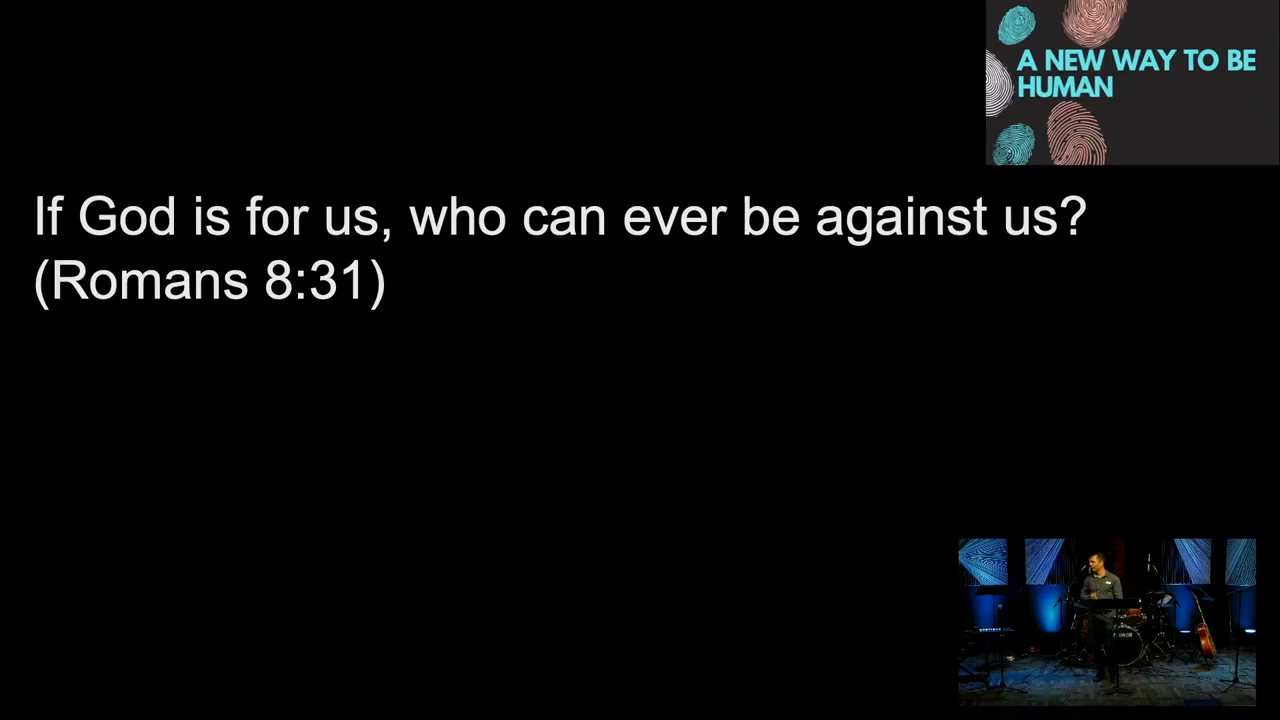 A NEW WAY TO BE
HUMAN
If God is for us, who can ever be against us?
(Romans 8:31)